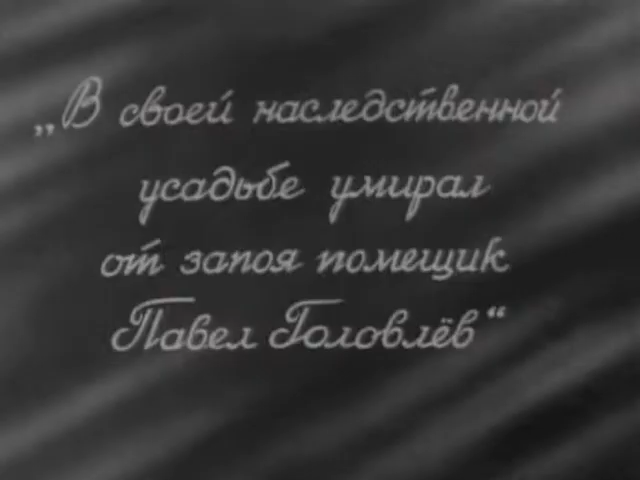 „В своей наследственной
усадьбе умирал
от запоя помещик
Павел Головлёв“